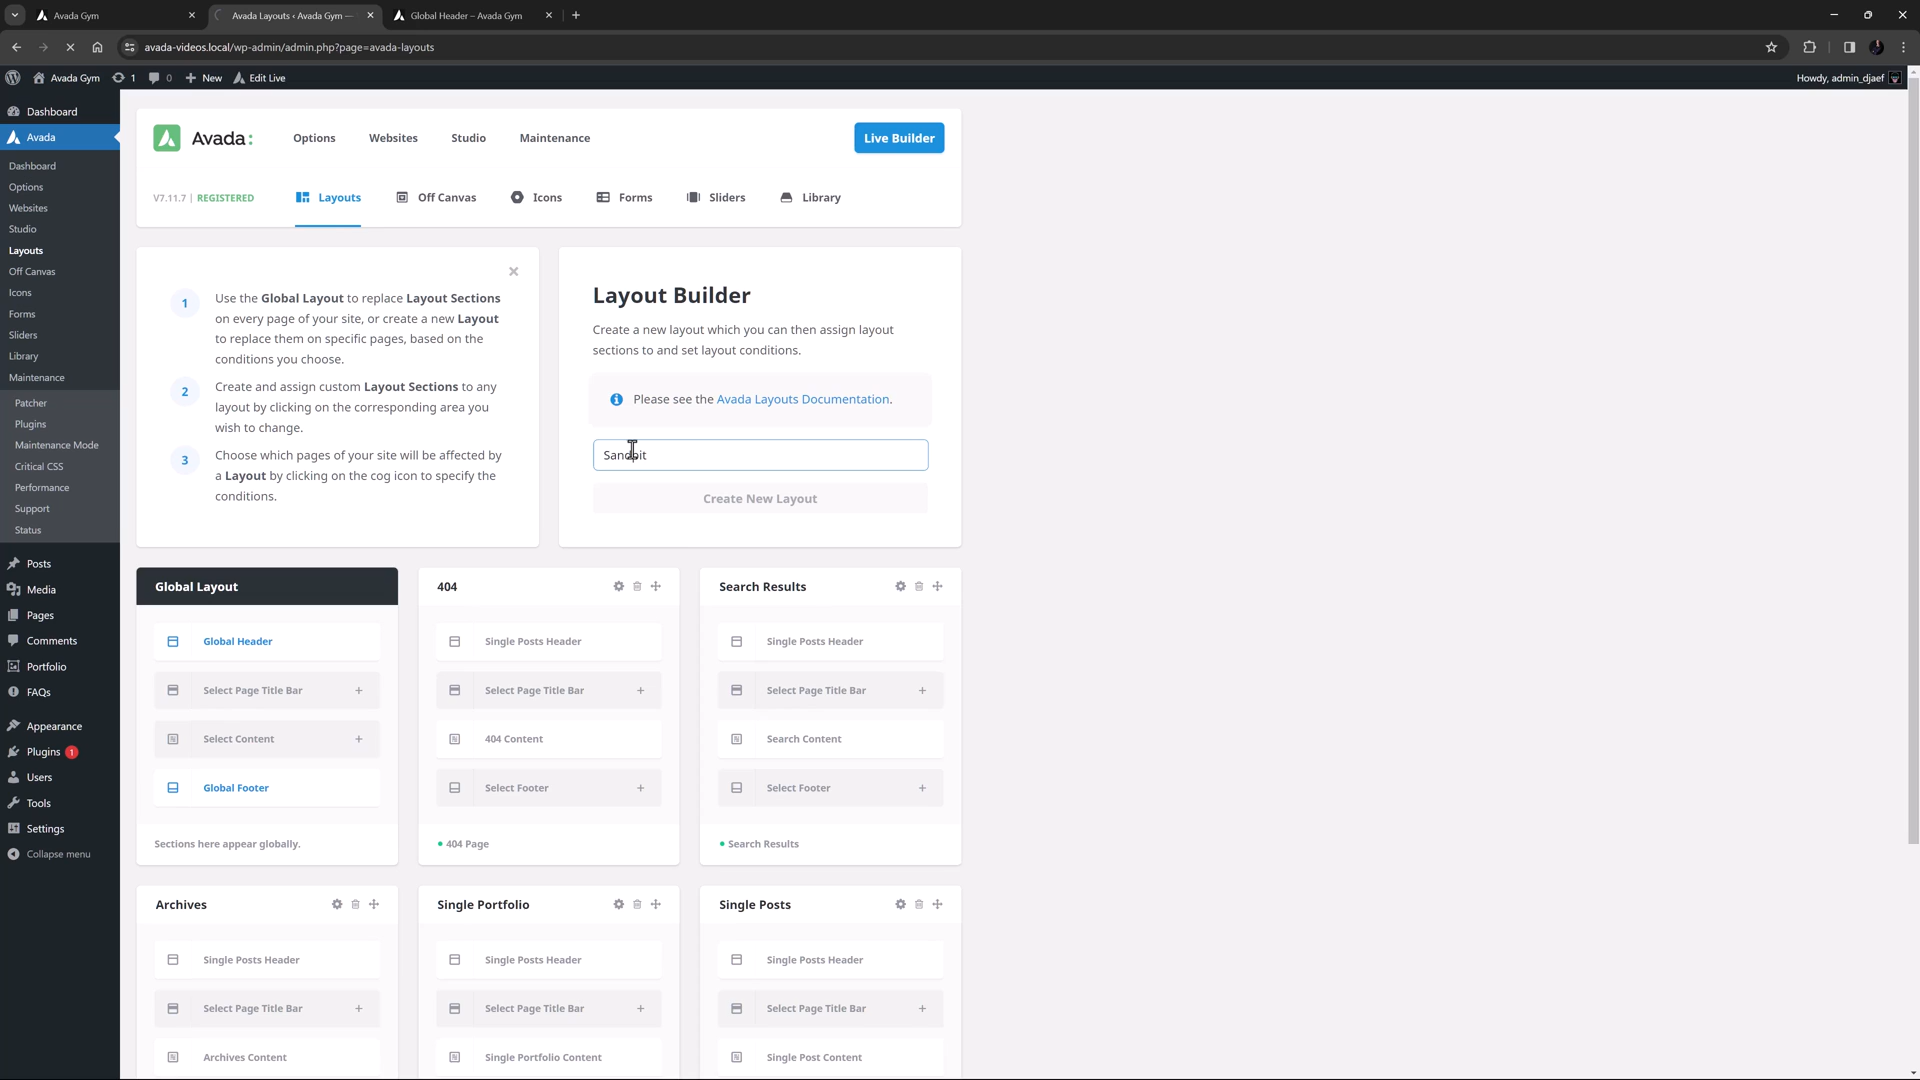 Avada Gym
Avada Layouts ‹ Avada Gym —
Global Header – Avada Gym
avada-videos.local/wp-admin/admin.php?page=avada-layouts
Avada Gym
1
0
New
Edit Live
Howdy, admin_djaef
Dashboard
Avada
Dashboard
Options
Websites
Studio
Layouts
Off Canvas
Icons
Forms
Sliders
Library
Maintenance
Patcher
Plugins
Maintenance Mode
Critical CSS
Performance
Support
Status
Posts
Media
Pages
Comments
Portfolio
FAQs
Appearance
Plugins 1
Users
Tools
Settings
Collapse menu
Avada:
Options
Websites
Studio
Maintenance
Live Builder
V7.11.7 | REGISTERED
Layouts
Off Canvas
Icons
Forms
Sliders
Library
1
Use the Global Layout to replace Layout Sections
on every page of your site, or create a new Layout
to replace them on specific pages, based on the
conditions you choose.
2
Create and assign custom Layout Sections to any
layout by clicking on the corresponding area you
wish to change.
3
Choose which pages of your site will be affected by
a Layout by clicking on the cog icon to specify the
conditions.
Layout Builder
Create a new layout which you can then assign layout
sections to and set layout conditions.
Please see the Avada Layouts Documentation.
Create New Layout
Global Layout
Global Header
Select Page Title Bar
Select Content
Global Footer
Sections here appear globally.
404
Single Posts Header
Select Page Title Bar
404 Content
Select Footer
404 Page
Search Results
Single Posts Header
Select Page Title Bar
Search Content
Select Footer
Search Results
Archives
Single Posts Header
Select Page Title Bar
Archives Content
Single Portfolio
Single Posts Header
Select Page Title Bar
Single Portfolio Content
Single Posts
Single Posts Header
Select Page Title Bar
Single Post Content